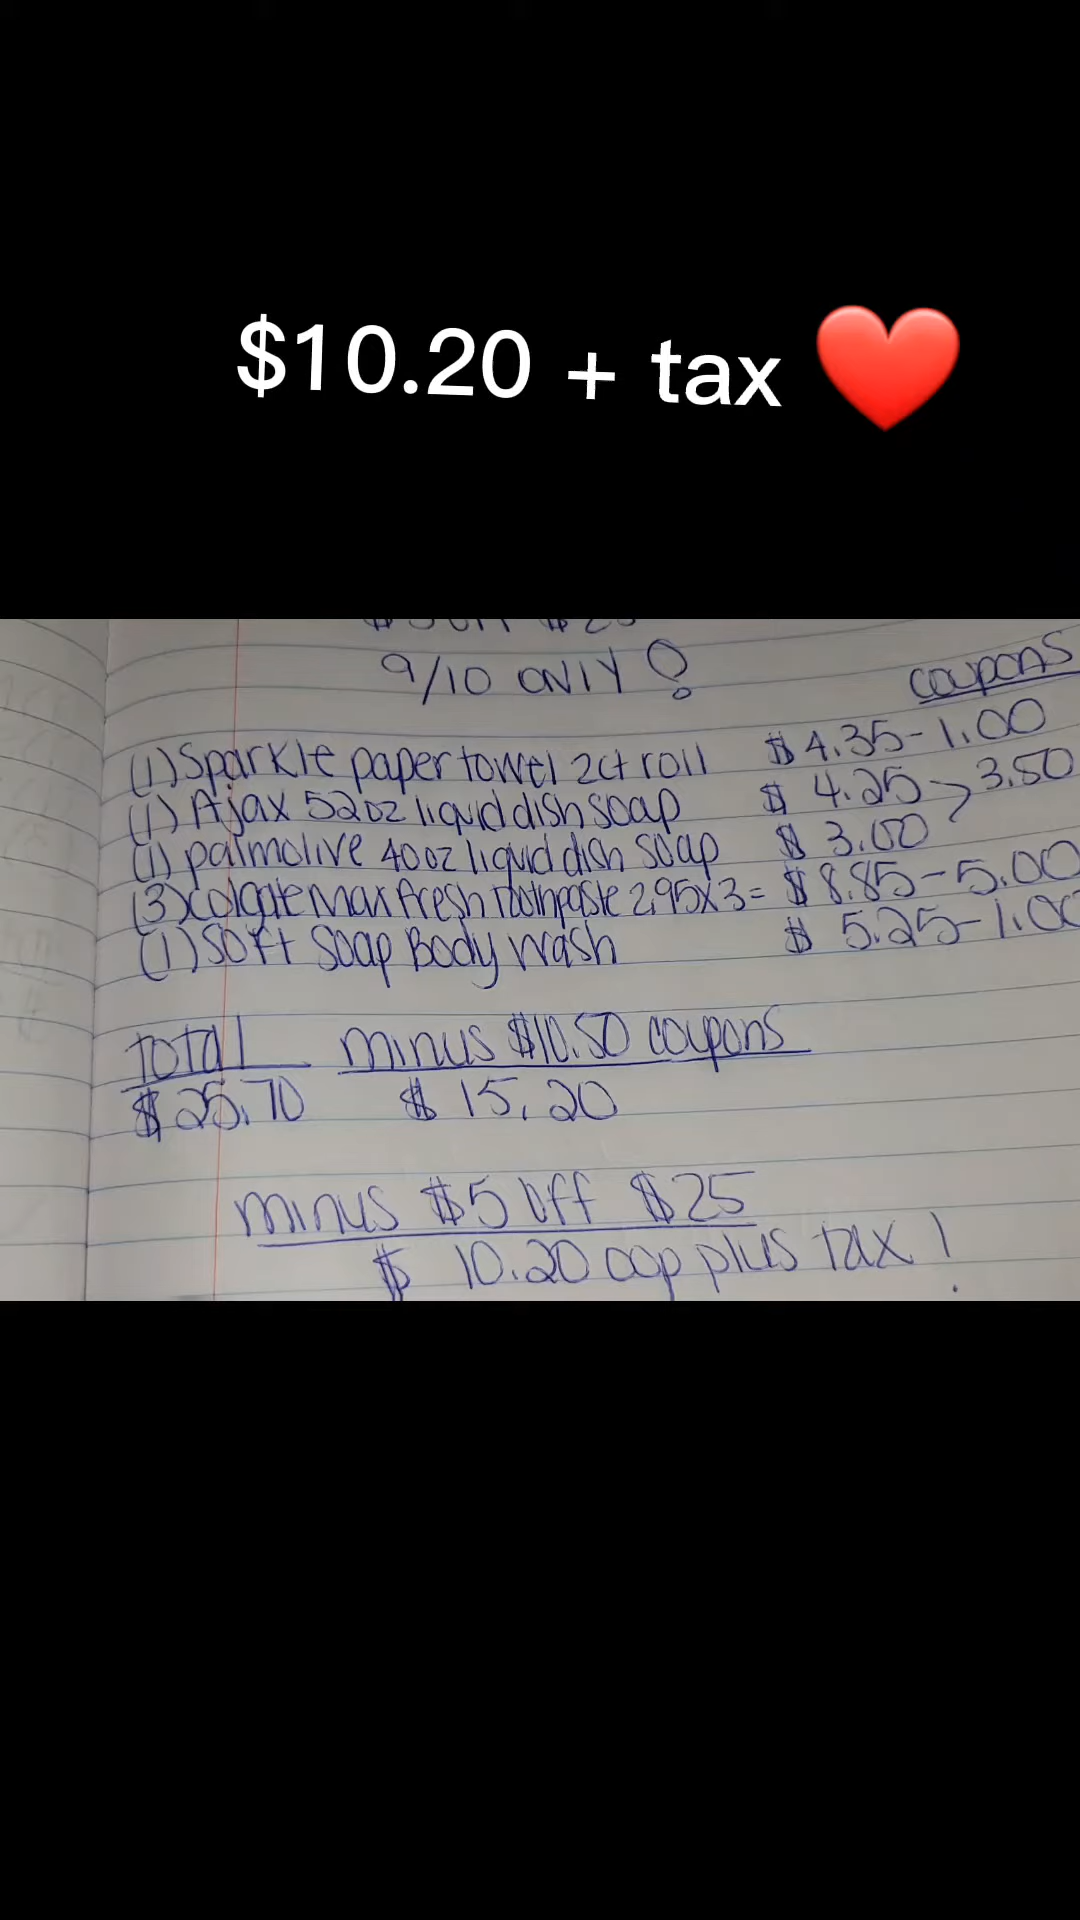 $10.20 + tax ❤️
$5 off $25
9/10 ONLY!
coupons
(1) Sparkle paper towel 2ct roll $4.35-1.00
(1) Ajax 52oz liquid dish soap $4.25 > 3.50
(1) palmolive 40oz liquid dish soap $3.00
(3) colgate Max fresh toothpaste 2.95x3= $8.85-5.00
(1) Soft Soap Body wash $5.25-1.00
total minus $10.50 coupons
$25.70 $15.20
minus $5 off $25
$10.20 oop plus tax!